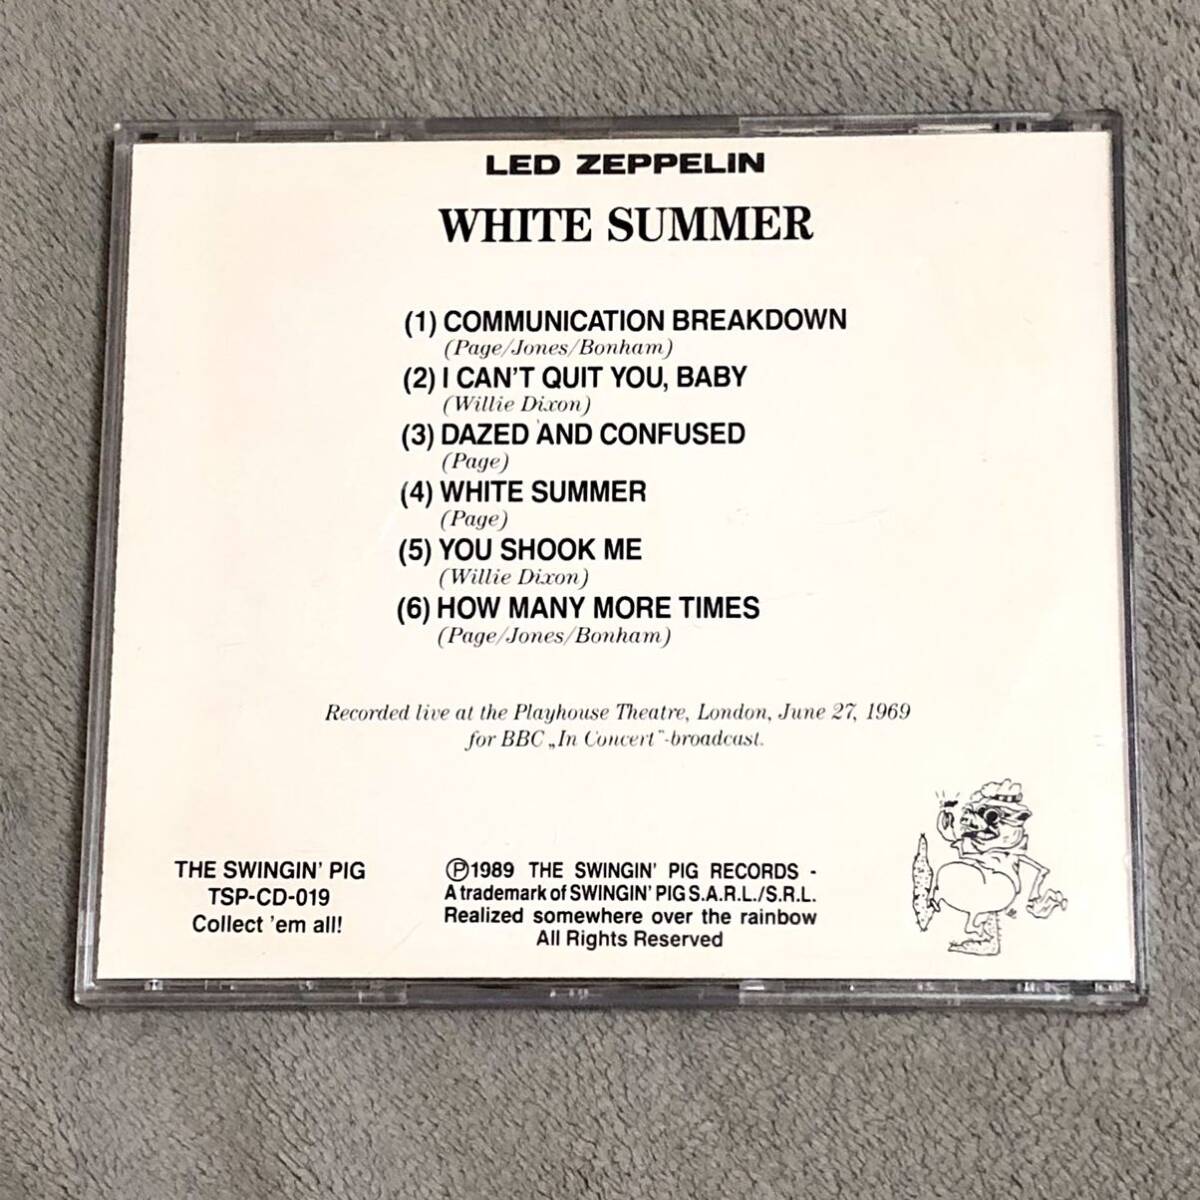 LED ZEPPELIN
WHITE SUMMER
(1) COMMUNICATION BREAKDOWN
(Page/Jones/Bonham)
(2) I CAN'T QUIT YOU, BABY
(Willie Dixon)
(3) DAZED AND CONFUSED
(Page)
(4) WHITE SUMMER
(Page)
(5) YOU SHOOK ME
(Willie Dixon)
(6) HOW MANY MORE TIMES
(Page/Jones/Bonham)
Recorded live at the Playhouse Theatre, London, June 27, 1969
for BBC „In Concert"-broadcast.
THE SWINGIN' PIG
TSP-CD-019
Collect 'em all!
Ⓟ1989 THE SWINGIN' PIG RECORDS -
A trademark of SWINGIN' PIG S.A.R.L./S.R.L.
Realized somewhere over the rainbow
All Rights Reserved